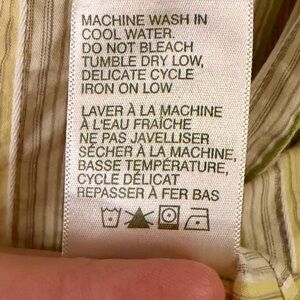 MACHINE WASH IN
COOL WATER.
DO NOT BLEACH
TUMBLE DRY LOW,
DELICATE CYCLE
IRON ON LOW
LAVER À LA MACHINE
À L'EAU FRAÎCHE
NE PAS JAVELLISER
SÉCHER À LA MACHINE,
BASSE TEMPÉRATURE,
CYCLE DÉLICAT
REPASSER À FER BAS